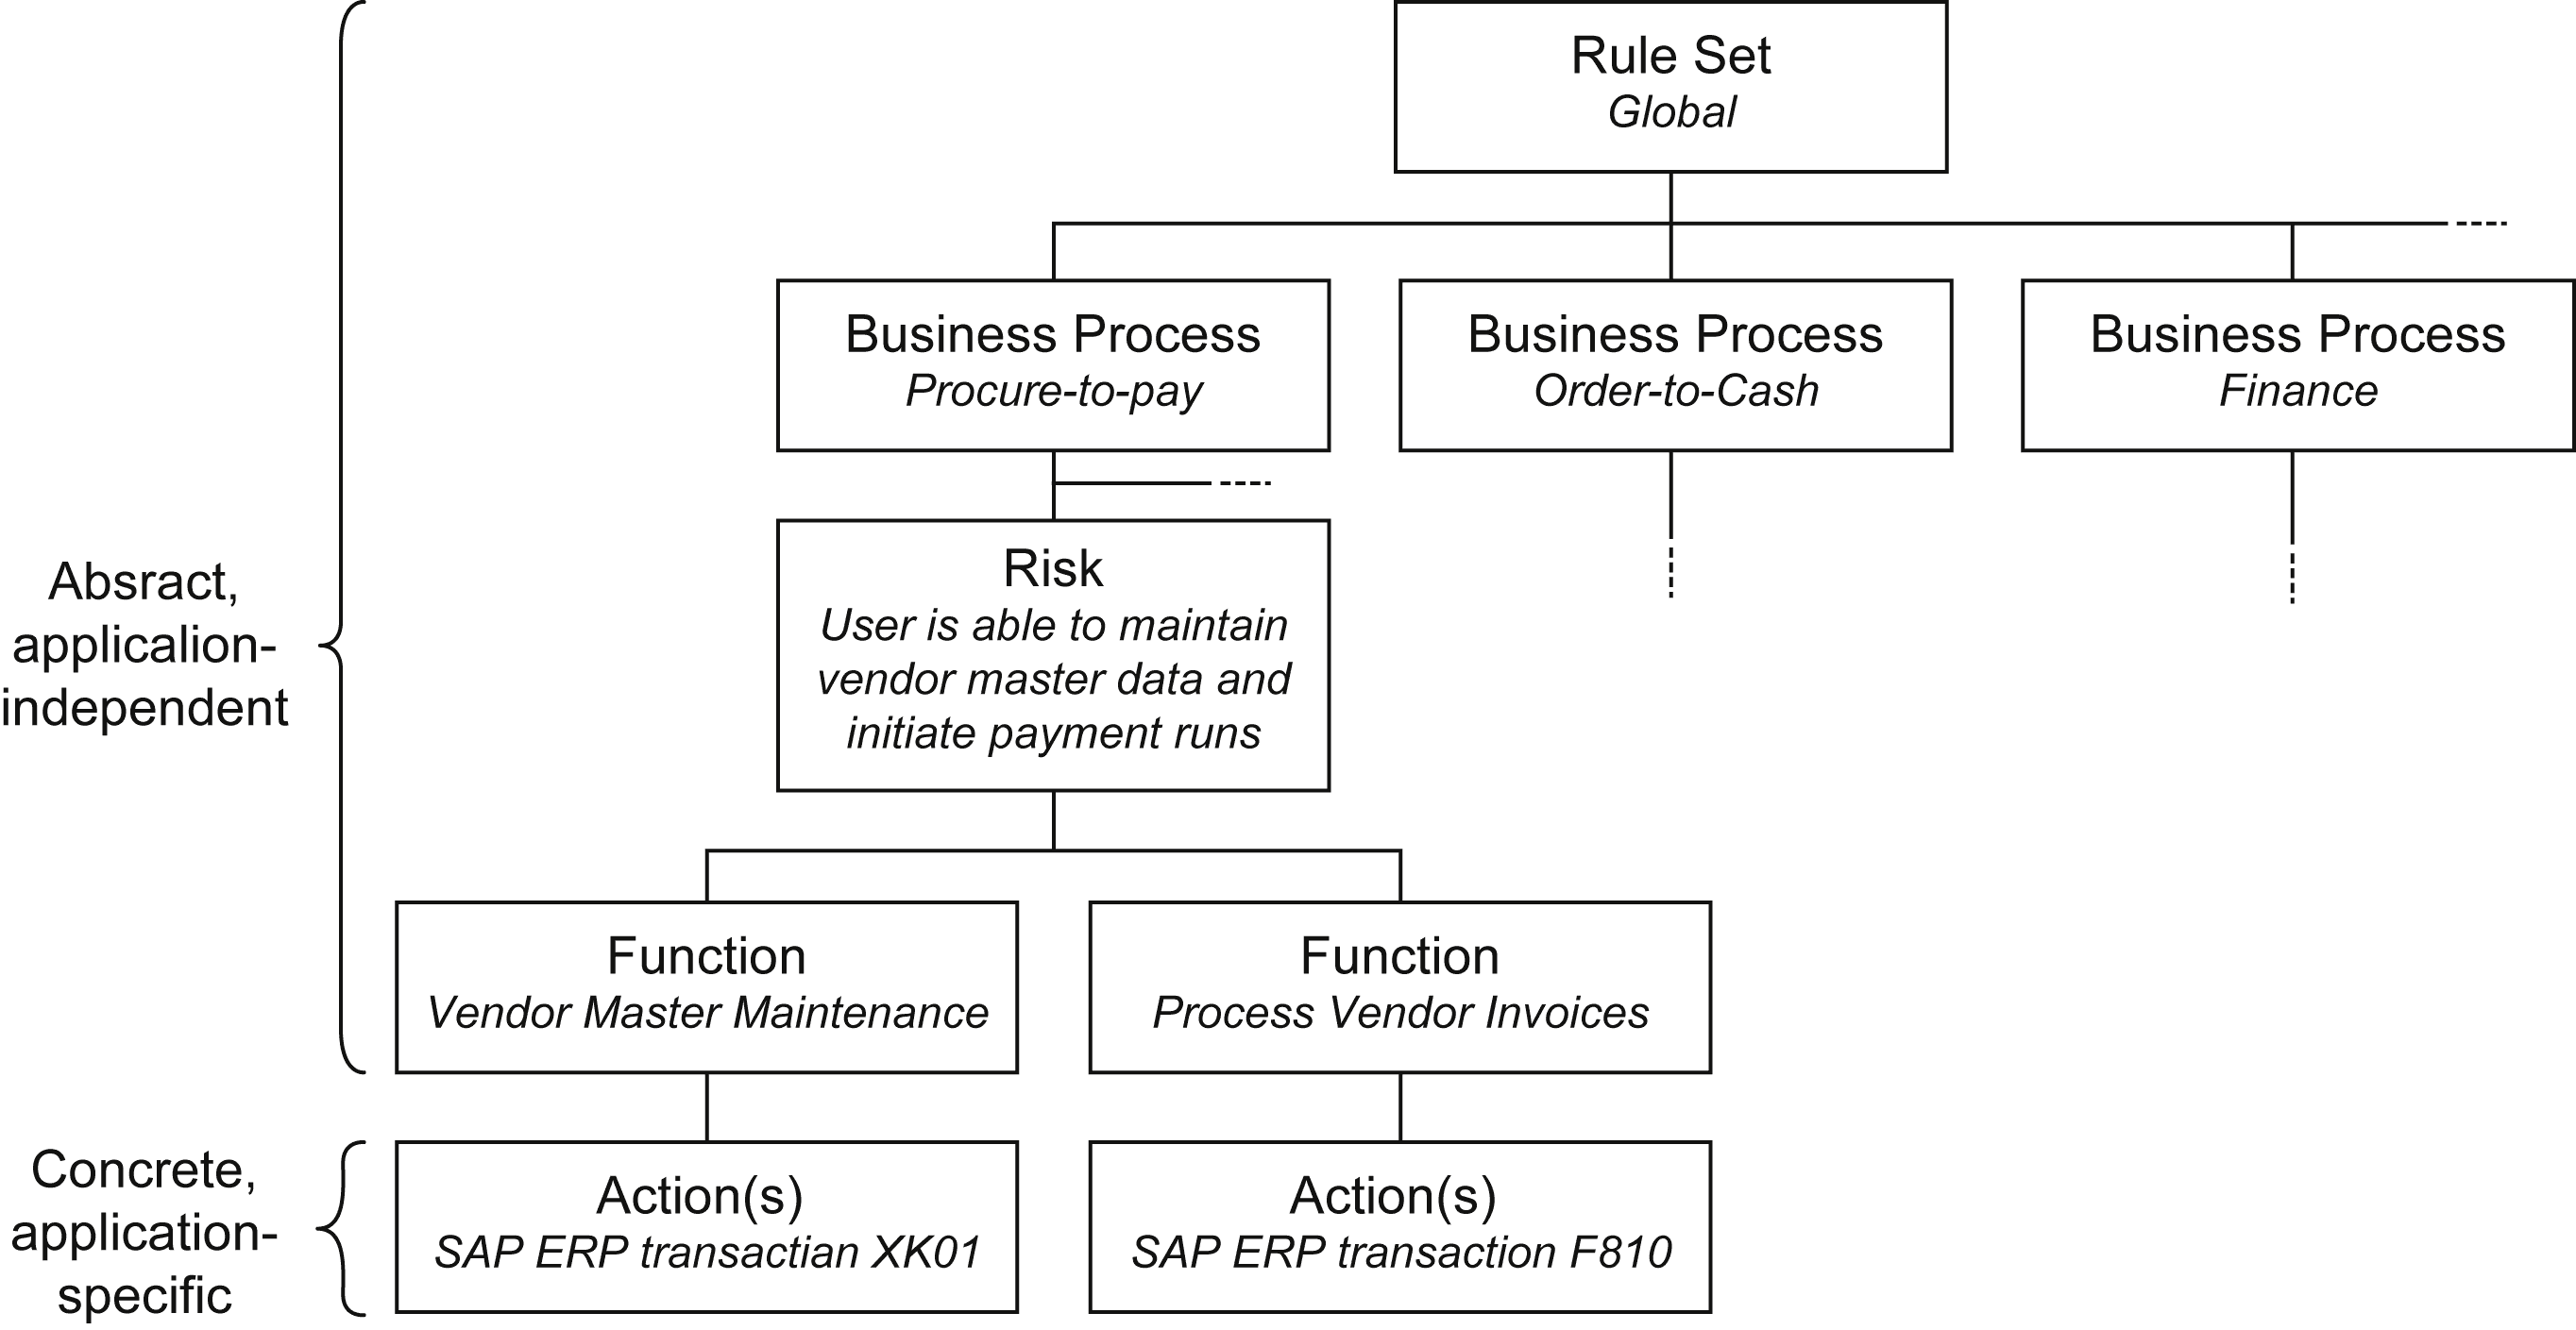 Rule Set
Global
Business Process
Procure-to-pay
Business Process
Order-to-Cash
Business Process
Finance
Absract,
applicalion-
independent
Risk
User is able to maintain
vendor master data and
initiate payment runs
Function
Vendor Master Maintenance
Function
Process Vendor Invoices
Concrete,
application-
specific
Action(s)
SAP ERP transactian XK01
Action(s)
SAP ERP transaction F810